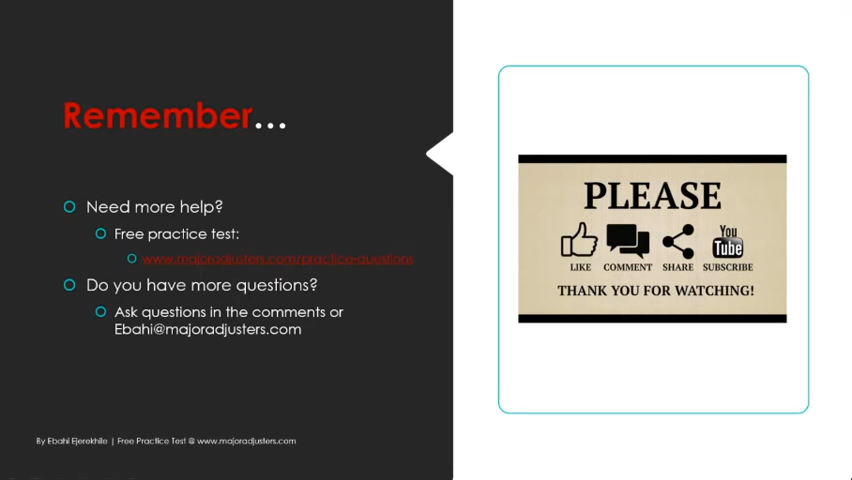 Remember...
Need more help?
Free practice test:
www.majoradjusters.com/practice-questions
Do you have more questions?
Ask questions in the comments or
Ebahi@majoradjusters.com
By Ebahi Ejerekhile | Free Practice Test @ www.majoradjusters.com
PLEASE
LIKE COMMENT SHARE You Tube SUBSCRIBE
THANK YOU FOR WATCHING!